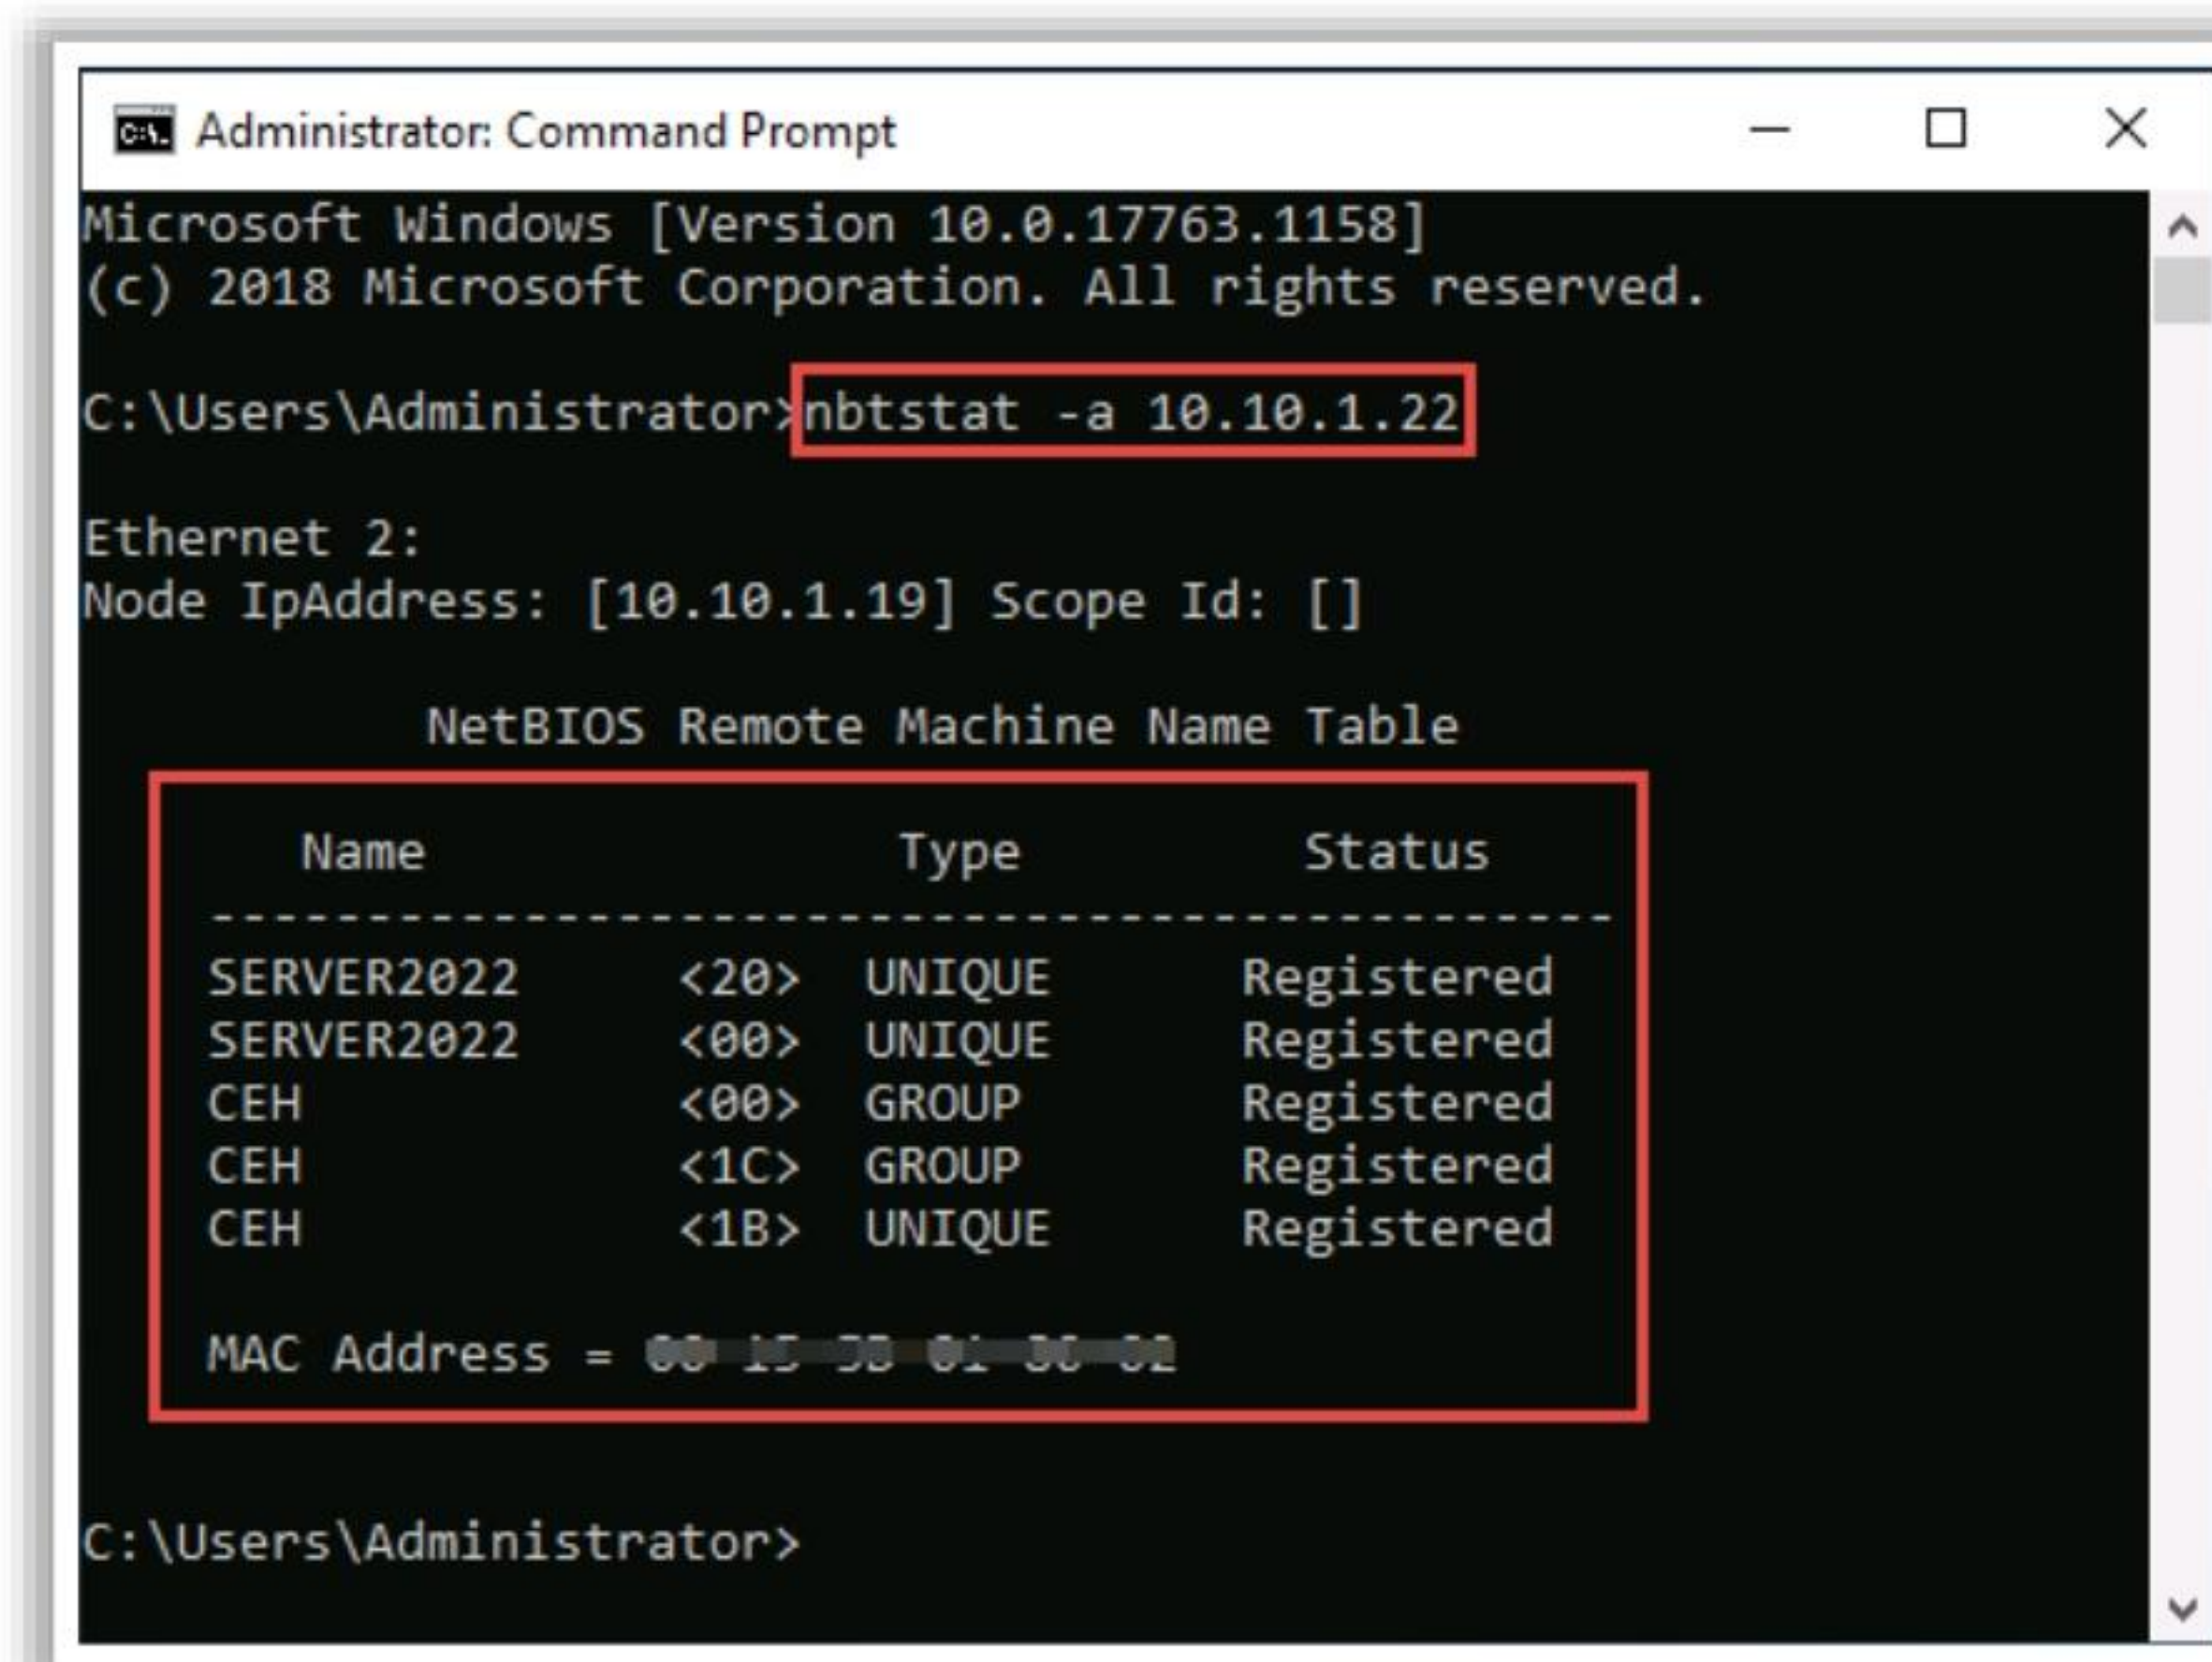 Administrator: Command Prompt
Microsoft Windows [Version 10.0.17763.1158]
(c) 2018 Microsoft Corporation. All rights reserved.
C:\Users\Administrator>nbtstat -a 10.10.1.22
Ethernet 2:
Node IpAddress: [10.10.1.19] Scope Id: []
NetBIOS Remote Machine Name Table
Name Type Status
---------------------------------------------
SERVER2022 <20> UNIQUE Registered
SERVER2022 <00> UNIQUE Registered
CEH <00> GROUP Registered
CEH <1C> GROUP Registered
CEH <1B> UNIQUE Registered
MAC Address =
C:\Users\Administrator>